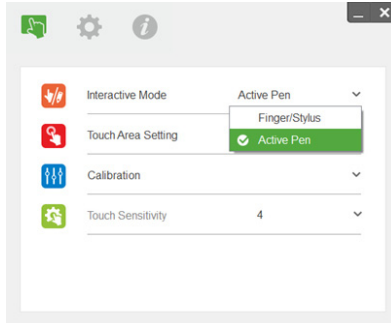 Interactive Mode Active Pen
Finger/Stylus
Touch Area Setting
Active Pen
Calibration
Touch Sensitivity 4